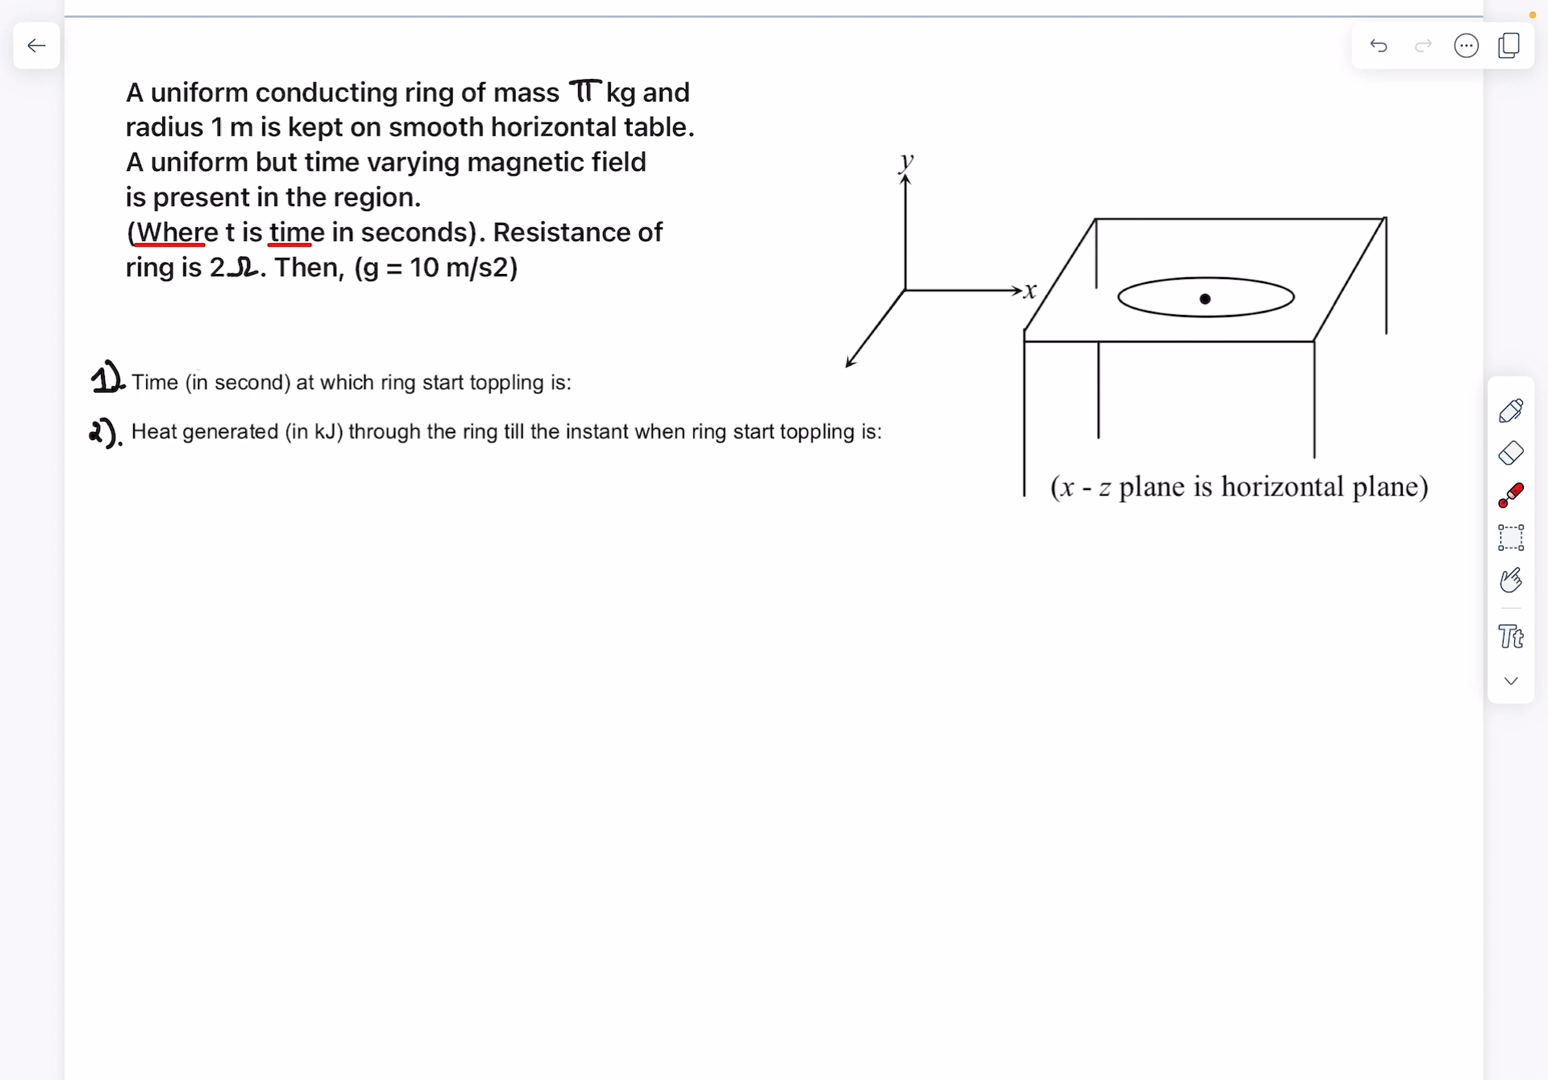 A uniform conducting ring of mass π kg and
radius 1 m is kept on smooth horizontal table.
A uniform but time varying magnetic field
is present in the region.
(Where t is time in seconds). Resistance of
ring is 2Ω. Then, (g = 10 m/s2)
1). Time (in second) at which ring start toppling is:
2). Heat generated (in kJ) through the ring till the instant when ring start toppling is:
y
x
(x - z plane is horizontal plane)
Tt